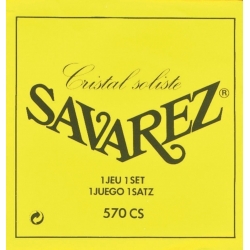 Cristal soliste
SAVAREZ®
1 JEU 1 SET
1 JUEGO 1 SATZ
570 CS